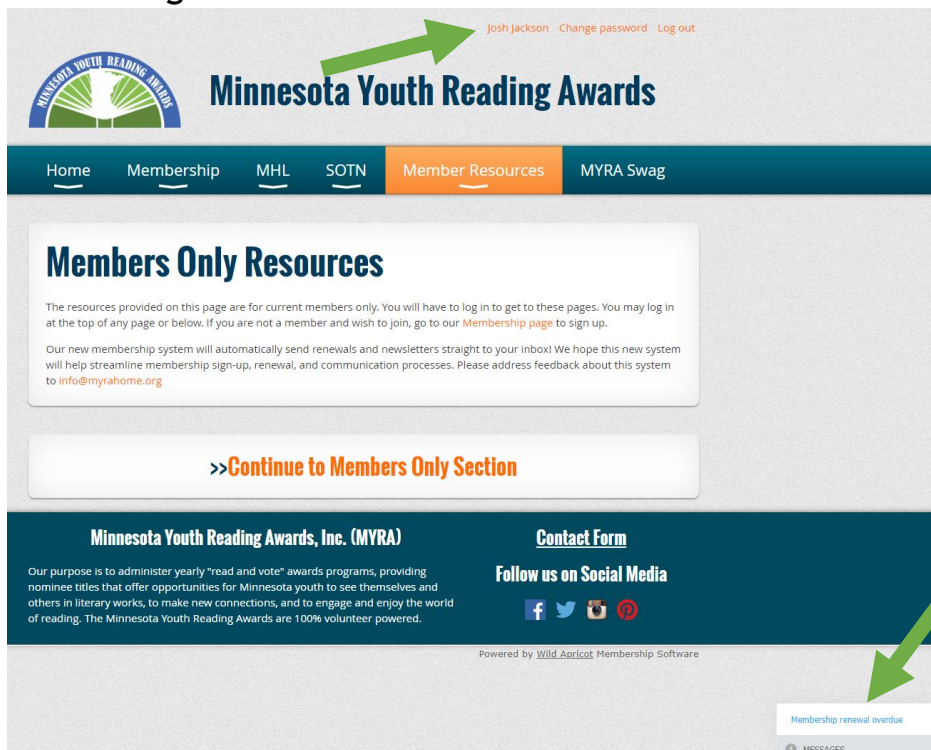 Josh Jackson Change password Log out
MINNESOTA YOUTH READING AWARDS
Minnesota Youth Reading Awards
Home Membership MHL SOTN Member Resources MYRA Swag
Members Only Resources
The resources provided on this page are for current members only. You will have to log in to get to these pages. You may log in
at the top of any page or below. If you are not a member and wish to join, go to our Membership page to sign up.
Our new membership system will automatically send renewals and newsletters straight to your inbox! We hope this new system
will help streamline membership sign-up, renewal, and communication processes. Please address feedback about this system
to info@myrahome.org
>>Continue to Members Only Section
Minnesota Youth Reading Awards, Inc. (MYRA)
Our purpose is to administer yearly "read and vote" awards programs, providing
nominee titles that offer opportunities for Minnesota youth to see themselves and
others in literary works, to make new connections, and to engage and enjoy the world
of reading. The Minnesota Youth Reading Awards are 100% volunteer powered.
Contact Form
Follow us on Social Media
Powered by Wild Apricot Membership Software
Membership renewal overdue
MESSAGES